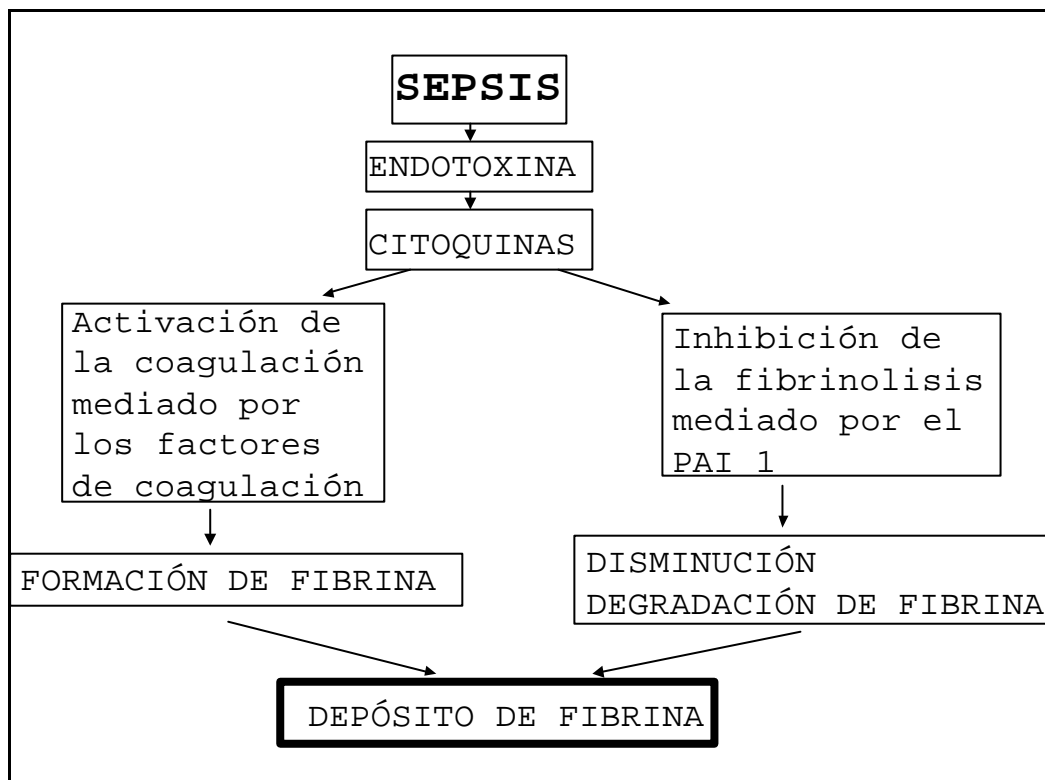 SEPSIS
ENDOTOXINA
CITOQUINAS
Activación de
la coagulación
mediado por
los factores
de coagulación
Inhibición de
la fibrinolisis
mediado por el
PAI 1
FORMACIÓN DE FIBRINA
DISMINUCIÓN
DEGRADACIÓN DE FIBRINA
DEPÓSITO DE FIBRINA